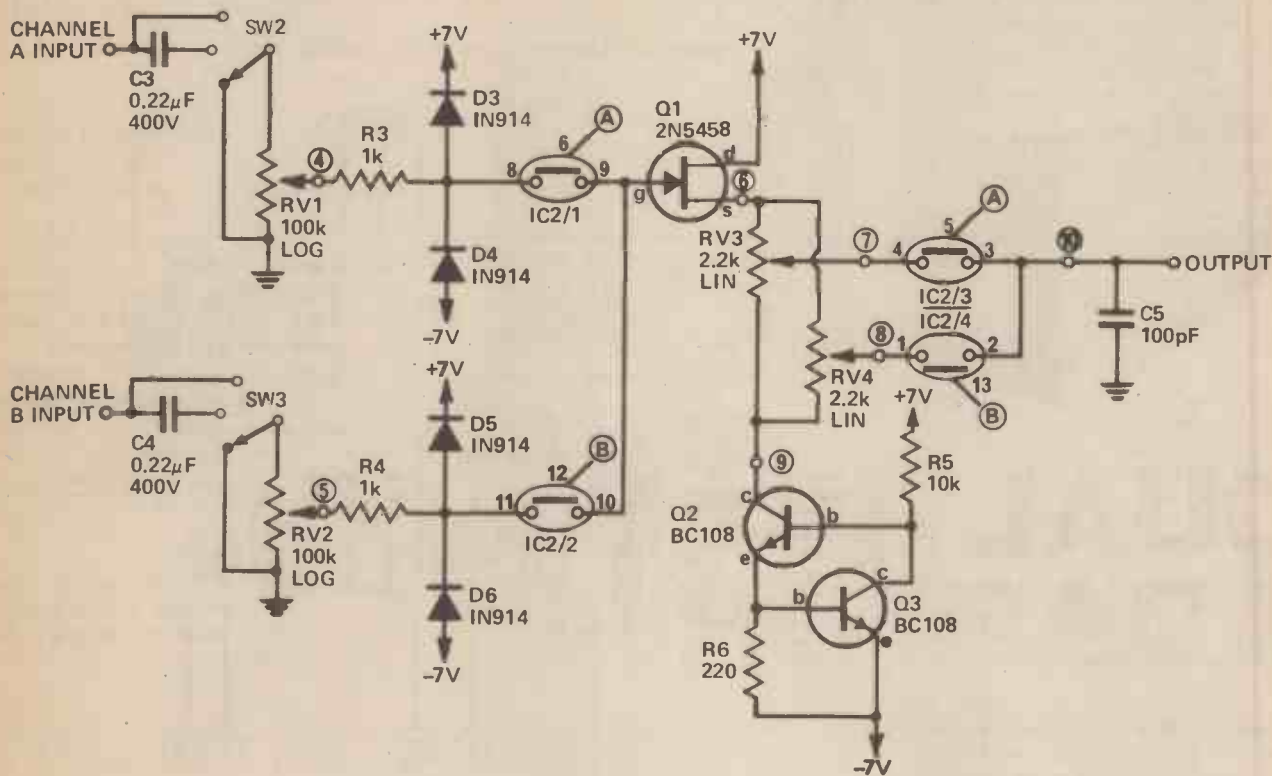 CHANNEL
A INPUT
SW2
C3
0.22µF
400V
④
R3
1k
RV1
100k
LOG
+7V
D3
IN914
D4
IN914
-7V
6
Ⓐ
8
9
IC2/1
Q1
2N5458
+7V
d
g
s
⑥
RV3
2.2k
LIN
⑦
5
Ⓐ
4
3
IC2/3
IC2/4
⑩
OUTPUT
C5
100pF
⑧
1
2
13
Ⓑ
RV4
2.2k
LIN
+7V
R5
10k
⑨
CHANNEL
B INPUT
SW3
C4
0.22µF
400V
⑤
R4
1k
RV2
100k
LOG
+7V
D5
IN914
D6
IN914
-7V
12
Ⓑ
11
10
IC2/2
Q2
BC108
c
b
e
c
b
e
Q3
BC108
R6
220
-7V